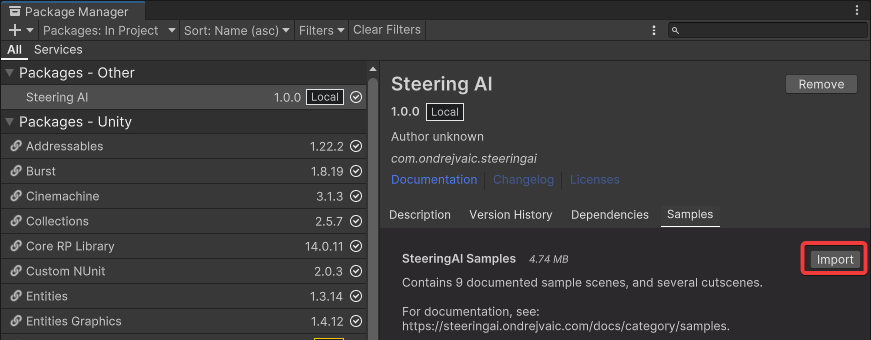 Package Manager
Packages: In Project
Sort: Name (asc)
Filters
Clear Filters
All
Services
Packages - Other
Steering AI
1.0.0
Local
Packages - Unity
Addressables
1.22.2
Burst
1.8.19
Cinemachine
3.1.3
Collections
2.5.7
Core RP Library
14.0.11
Custom NUnit
2.0.3
Entities
1.3.14
Entities Graphics
1.4.12
Steering AI
Remove
1.0.0
Local
Author unknown
com.ondrejvaic.steeringai
Documentation
Changelog
Licenses
Description
Version History
Dependencies
Samples
SteeringAI Samples
4.74 MB
Import
Contains 9 documented sample scenes, and several cutscenes.
For documentation, see:
https://steeringai.ondrejvaic.com/docs/category/samples.